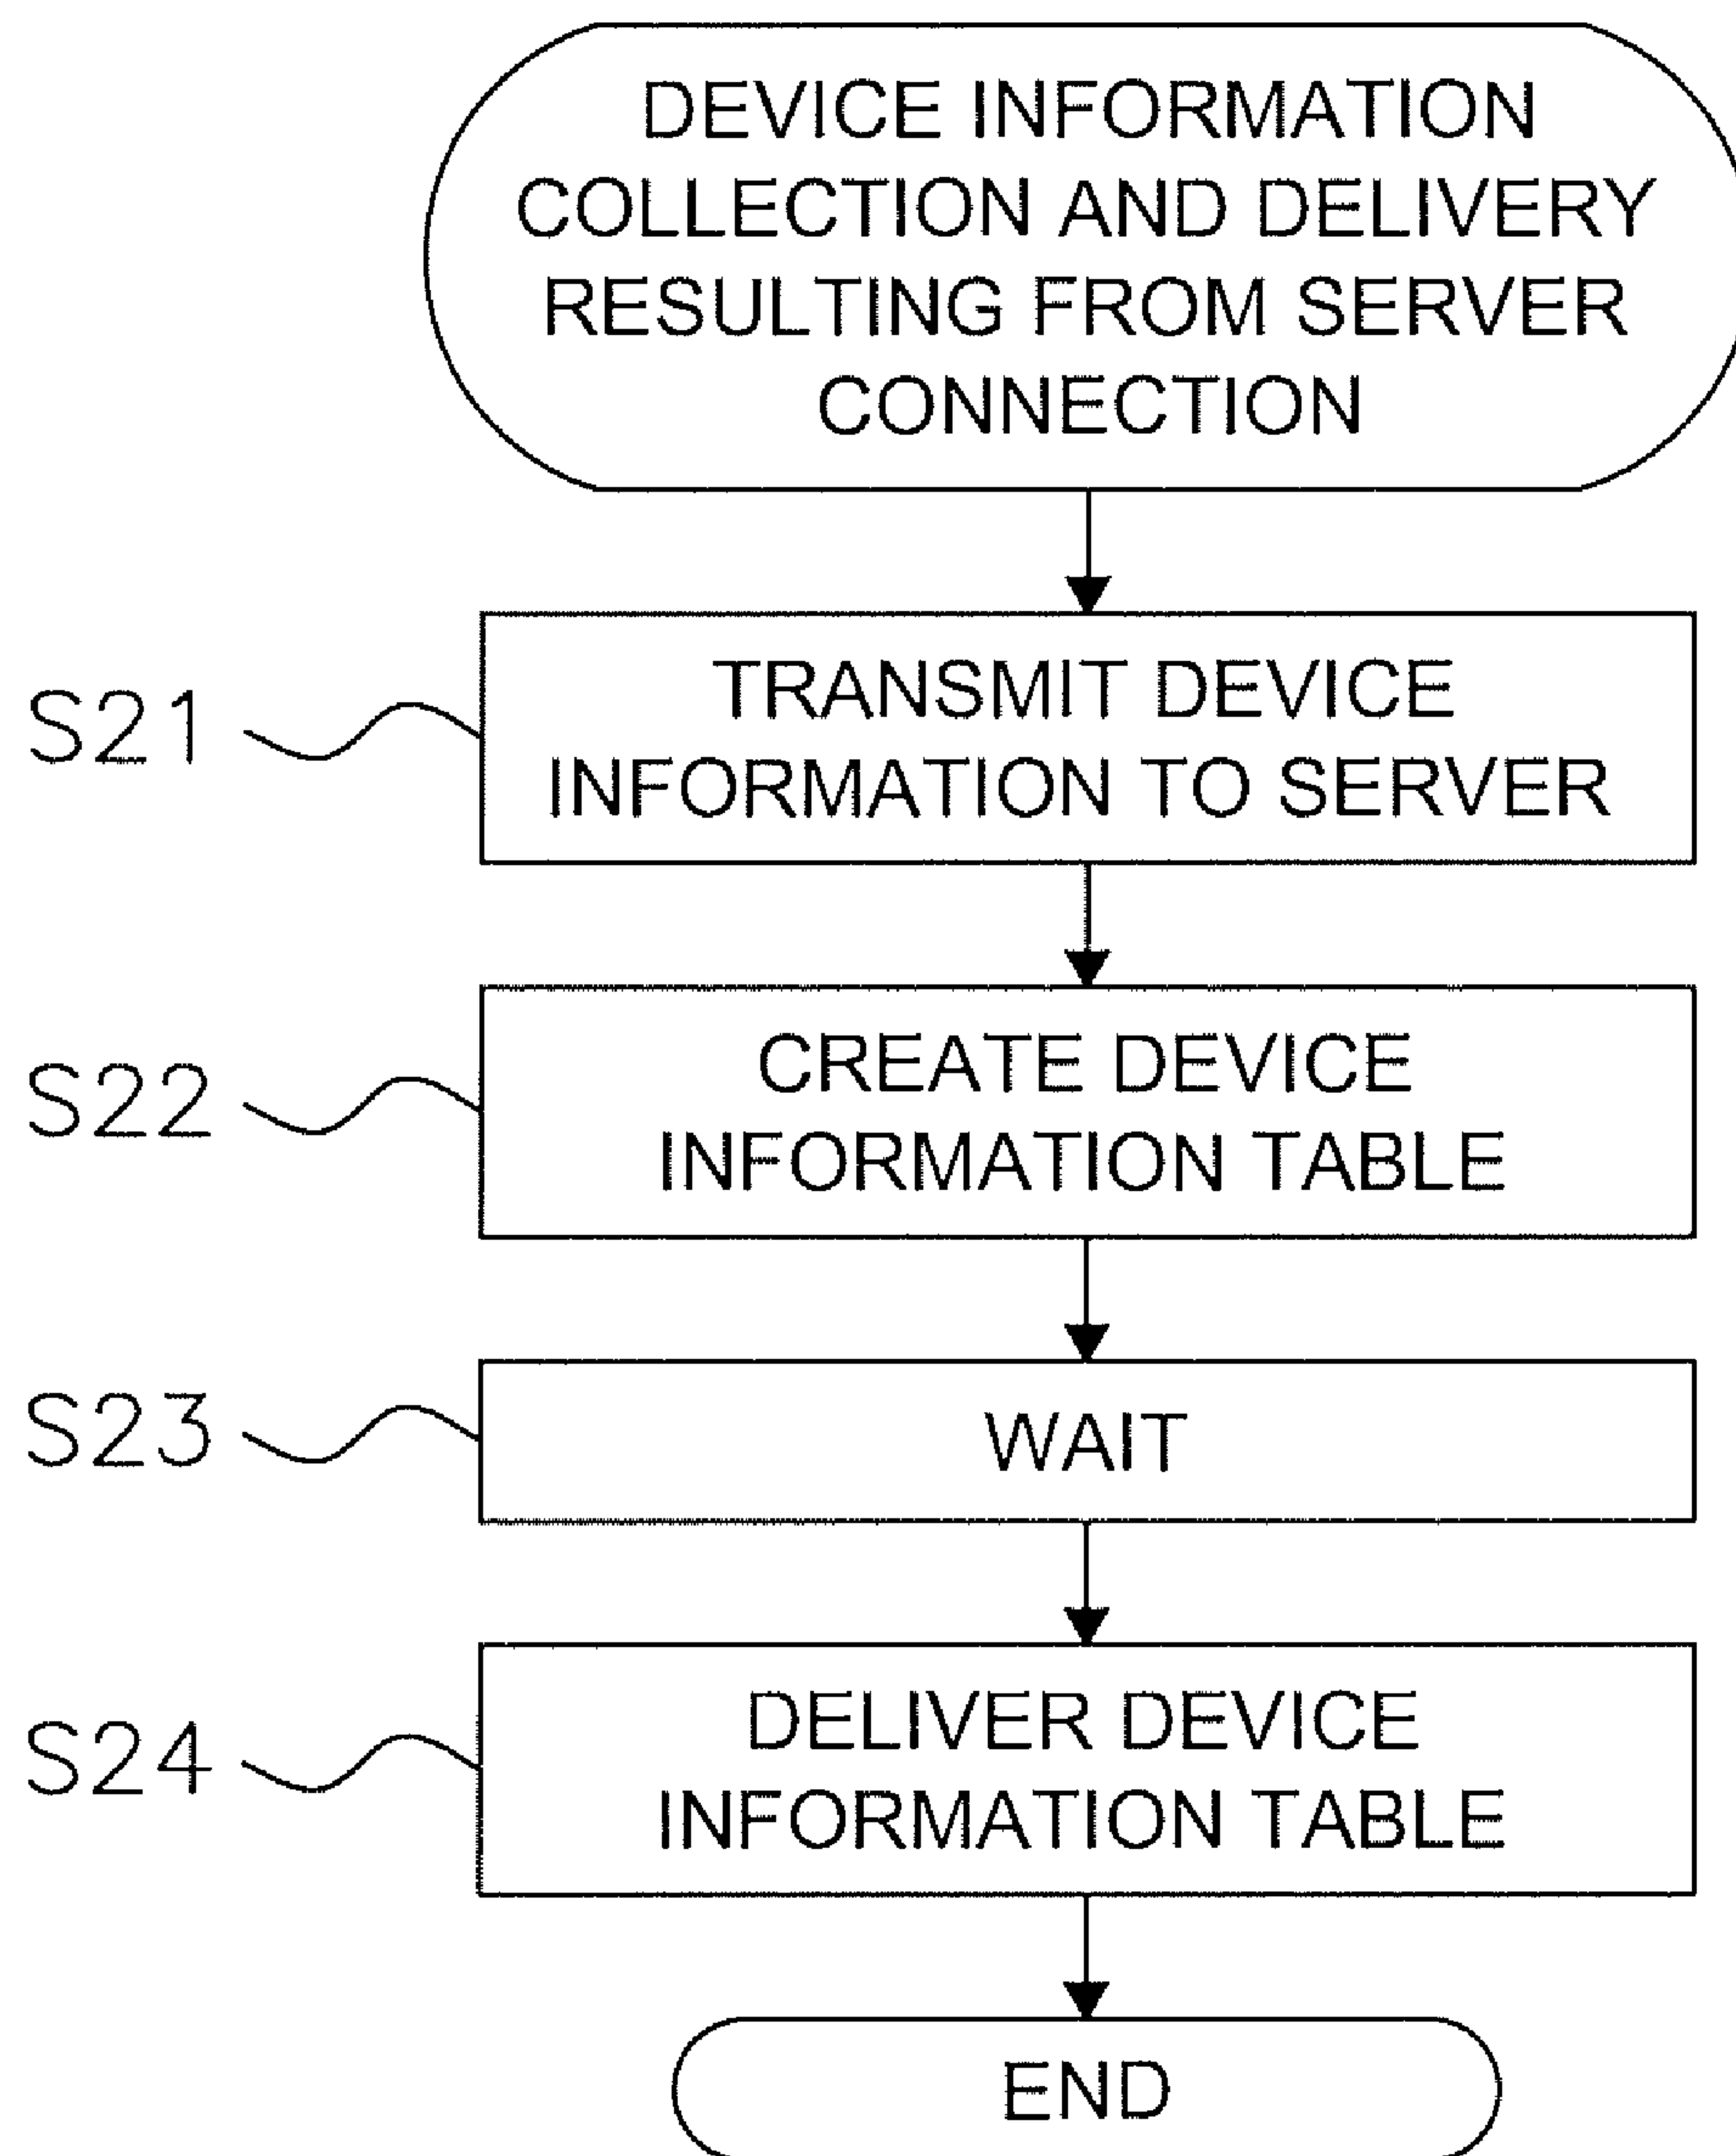 DEVICE INFORMATION
COLLECTION AND DELIVERY
RESULTING FROM SERVER
CONNECTION
S21
TRANSMIT DEVICE
INFORMATION TO SERVER
S22
CREATE DEVICE
INFORMATION TABLE
S23
WAIT
S24
DELIVER DEVICE
INFORMATION TABLE
END